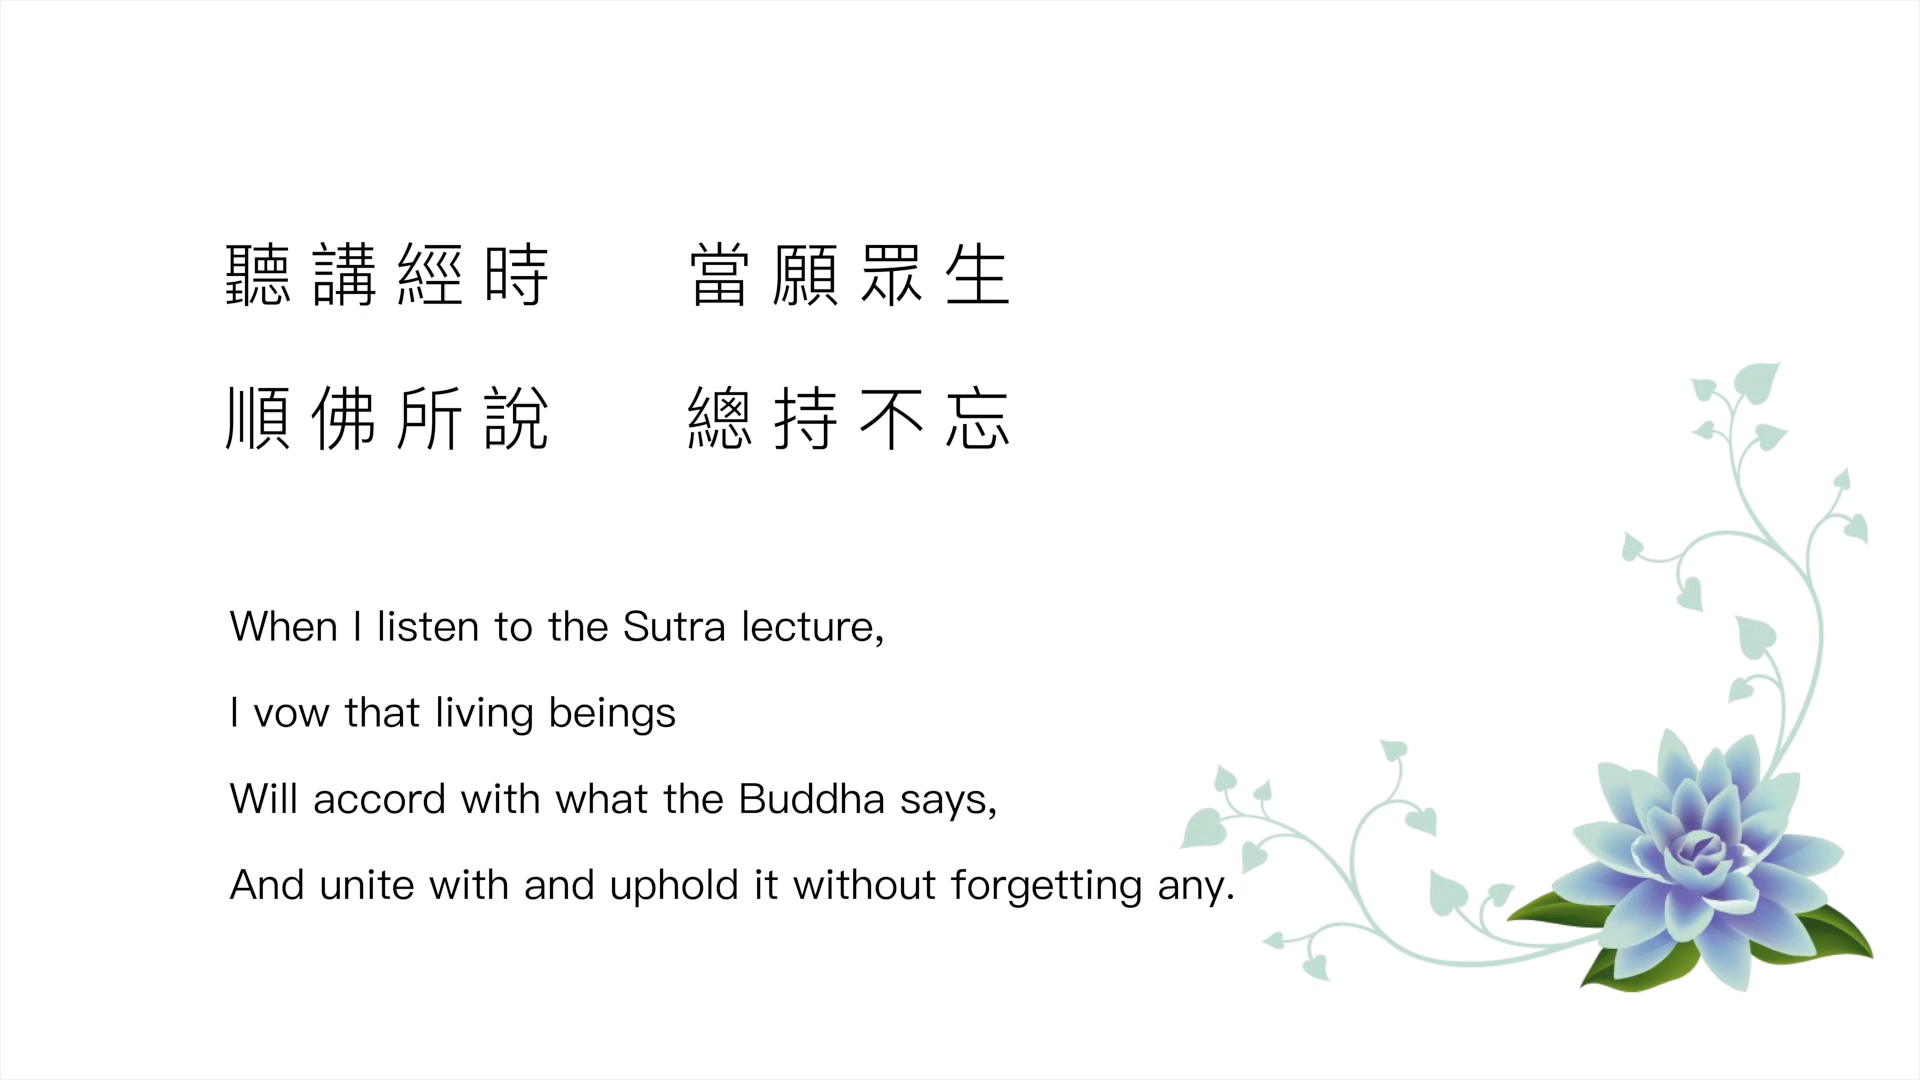 聽講經時　當願眾生
順佛所說　總持不忘
When I listen to the Sutra lecture,
I vow that living beings
Will accord with what the Buddha says,
And unite with and uphold it without forgetting any.